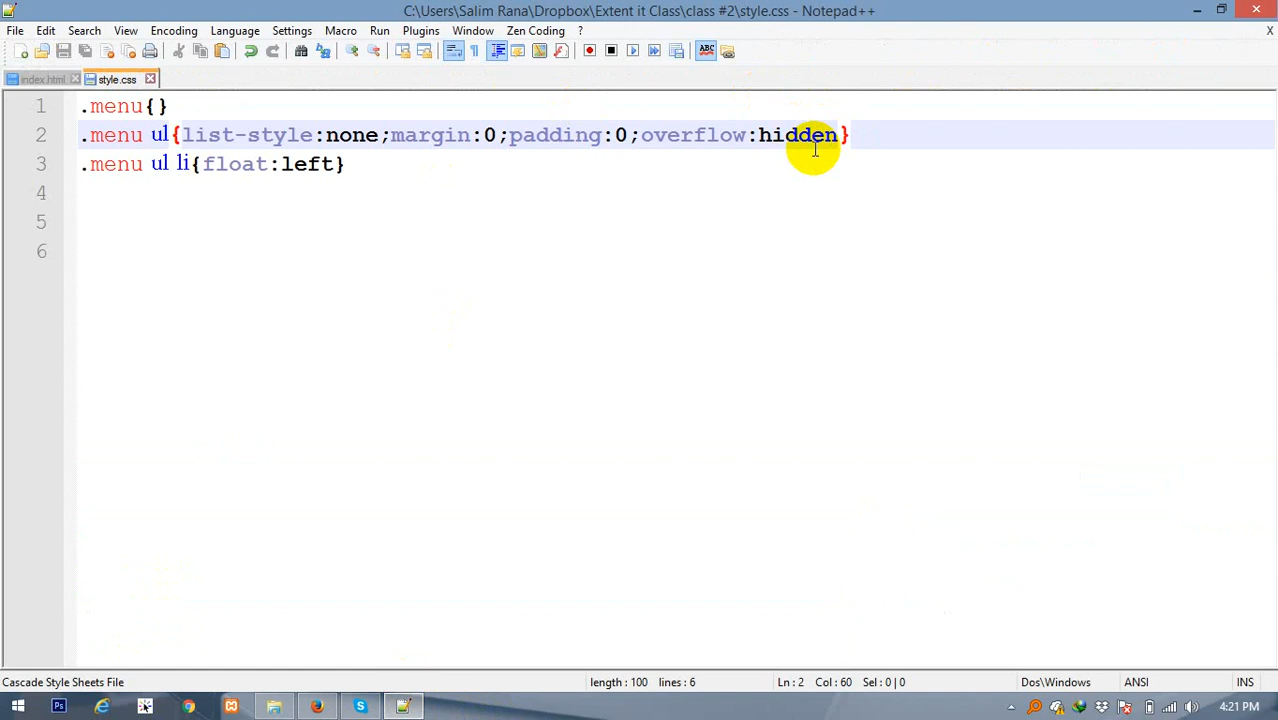 C:\Users\Salim Rana\Dropbox\Extent it Class\class #2\style.css - Notepad++
File Edit Search View Encoding Language Settings Macro Run Plugins Window Zen Coding ? X
index.html style.css
1 .menu{}
2 .menu ul{list-style:none;margin:0;padding:0;overflow:hidden}
3 .menu ul li{float:left}
4
5
6
Cascade Style Sheets File length : 100 lines : 6 Ln : 2 Col : 60 Sel : 0 | 0 Dos\Windows ANSI INS
Ps 4:21 PM